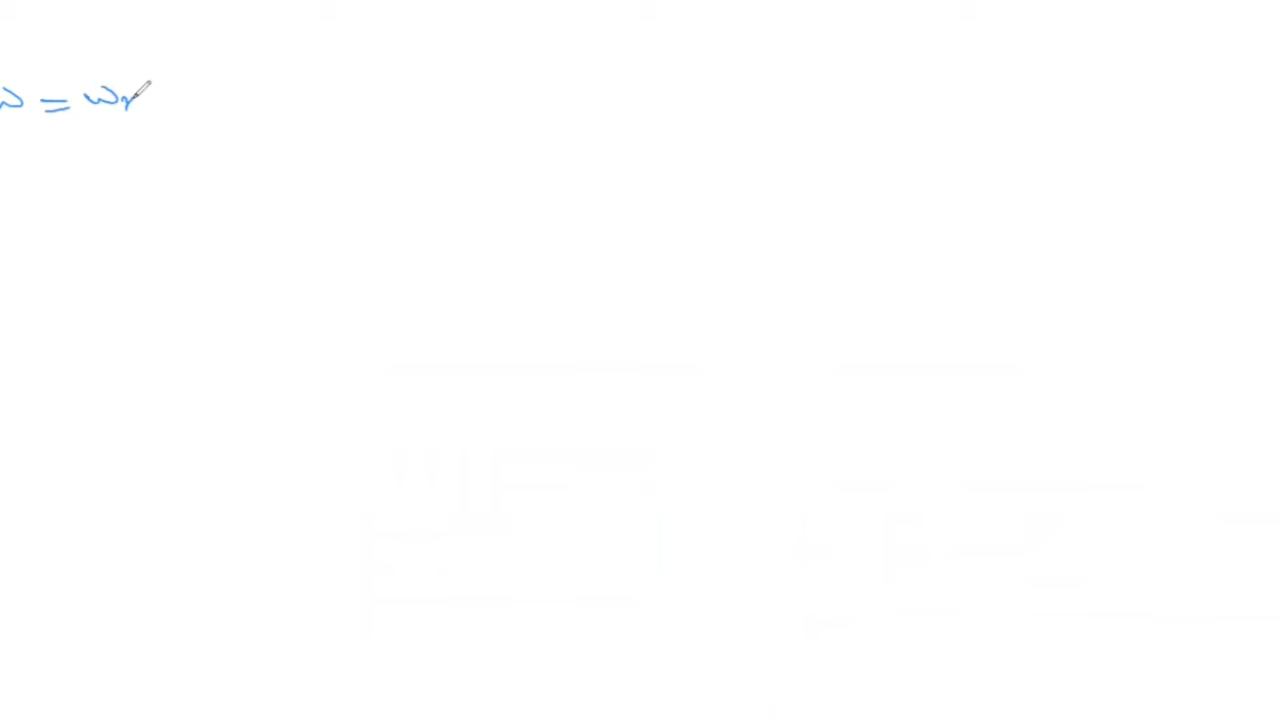 ω = ωr